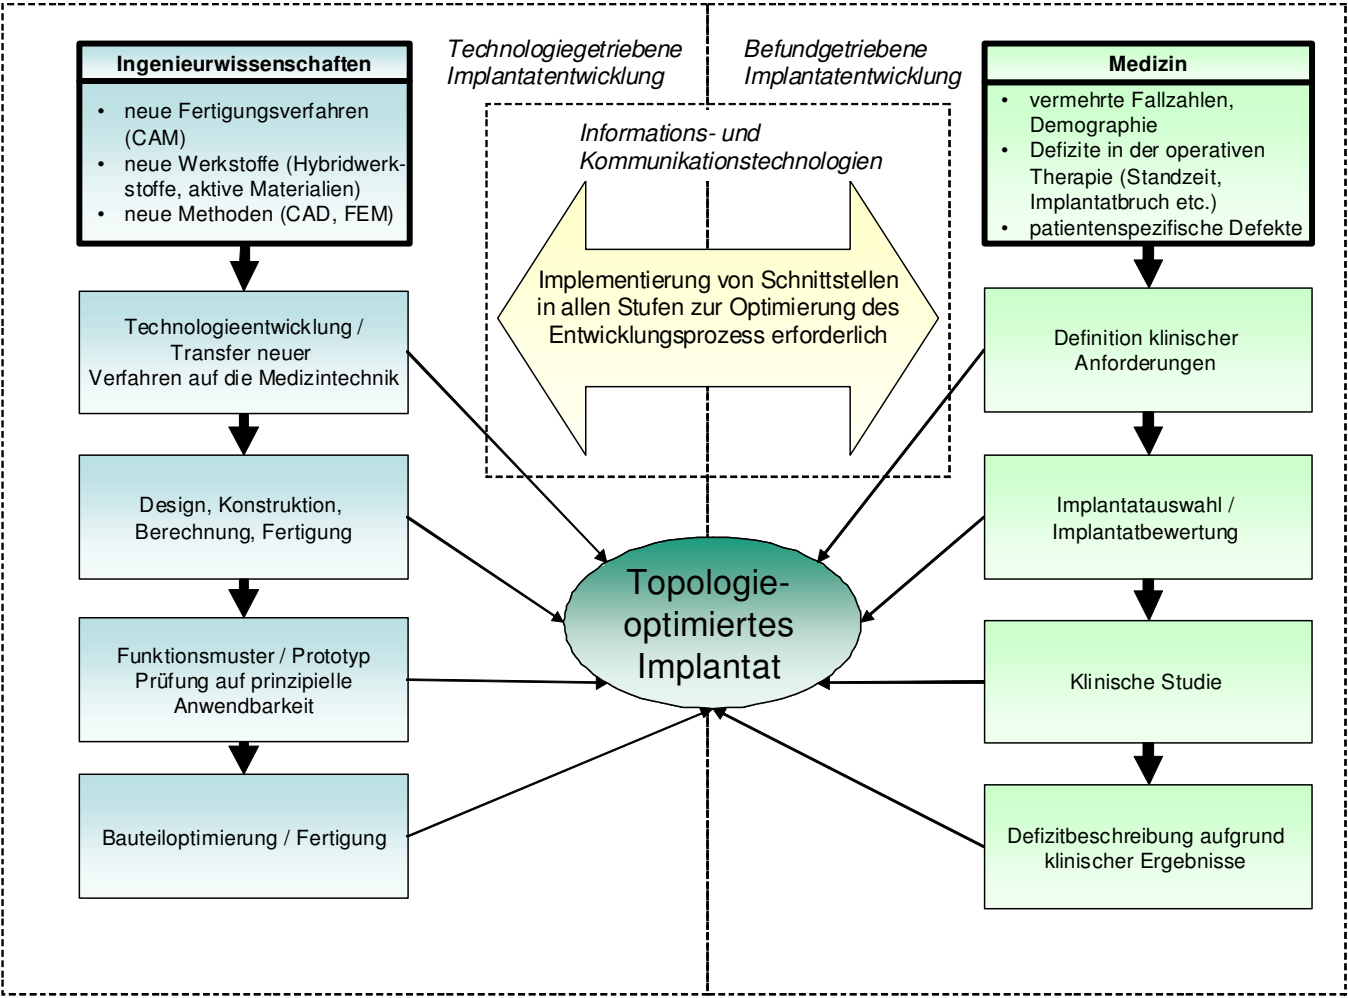 Technologiegetriebene
Implantatentwicklung
Befundgetriebene
Implantatentwicklung
Ingenieurwissenschaften
• neue Fertigungsverfahren
(CAM)
• neue Werkstoffe (Hybridwerk-
stoffe, aktive Materialien)
• neue Methoden (CAD, FEM)
Technologieentwicklung /
Transfer neuer
Verfahren auf die Medizintechnik
Design, Konstruktion,
Berechnung, Fertigung
Funktionsmuster / Prototyp
Prüfung auf prinzipielle
Anwendbarkeit
Bauteiloptimierung / Fertigung
Informations- und
Kommunikationstechnologien
Implementierung von Schnittstellen
in allen Stufen zur Optimierung des
Entwicklungsprozess erforderlich
Topologie-
optimiertes
Implantat
Medizin
• vermehrte Fallzahlen,
Demographie
• Defizite in der operativen
Therapie (Standzeit,
Implantatbruch etc.)
• patientenspezifische Defekte
Definition klinischer
Anforderungen
Implantatauswahl /
Implantatbewertung
Klinische Studie
Defizitbeschreibung aufgrund
klinischer Ergebnisse